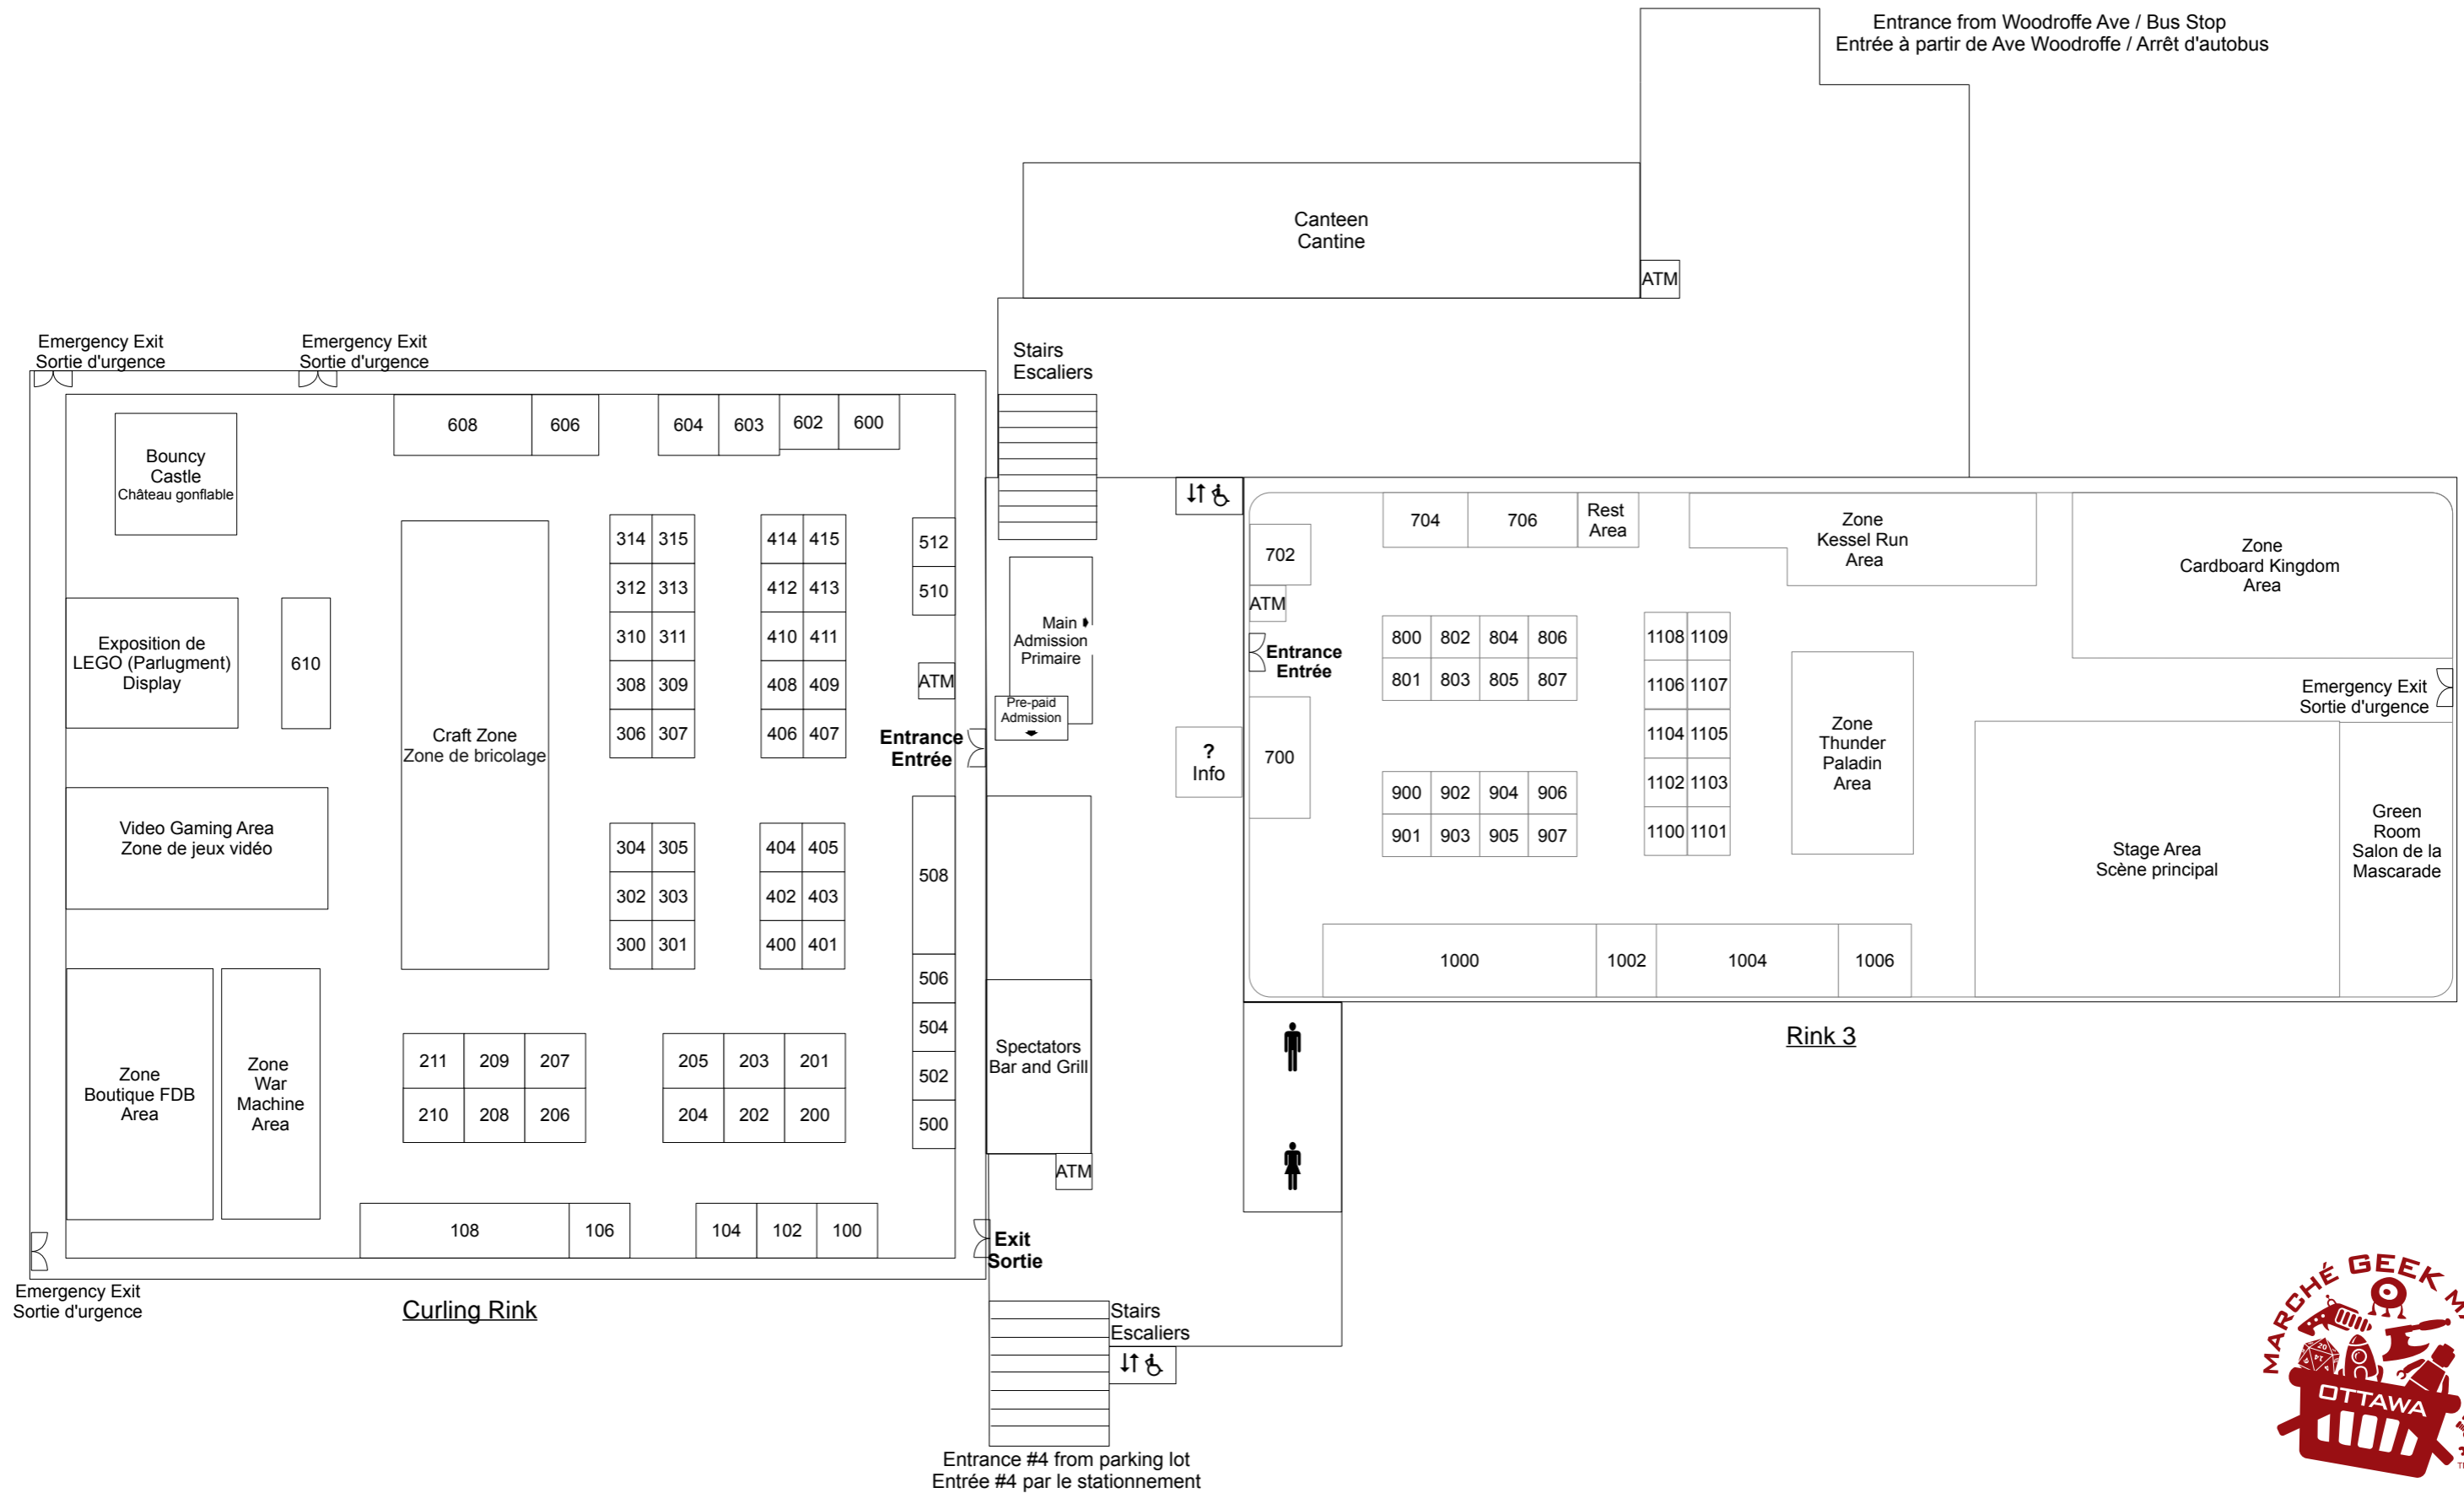 Entrance from Woodroffe Ave / Bus Stop
Entrée à partir de Ave Woodroffe / Arrêt d'autobus
Canteen
Cantine
ATM
Stairs
Escaliers
Emergency Exit
Sortie d'urgence
Emergency Exit
Sortie d'urgence
608 606 604 603 602 600
Bouncy
Castle
Château gonflable
314 315 414 415 512
312 313 412 413 510
310 311 410 411
308 309 408 409 ATM
306 307 406 407
Exposition de
LEGO (Parlugment)
Display
610
Craft Zone
Zone de bricolage
Entrance
Entrée
Video Gaming Area
Zone de jeux vidéo
304 305 404 405 508
302 303 402 403
300 301 400 401
506
504
502
500
Zone
Boutique FDB
Area
Zone
War
Machine
Area
211 209 207 205 203 201
210 208 206 204 202 200
108 106 104 102 100
Emergency Exit
Sortie d'urgence
Curling Rink
Main
Admission
Primaire
Pre-paid
Admission
?
Info
Spectators
Bar and Grill
ATM
Exit
Sortie
Stairs
Escaliers
Entrance #4 from parking lot
Entrée #4 par le stationnement
702
ATM
Entrance
Entrée
700
704 706
Rest
Area
Zone
Kessel Run
Area
Zone
Cardboard Kingdom
Area
800 802 804 806
801 803 805 807
900 902 904 906
901 903 905 907
1108 1109
1106 1107
1104 1105
1102 1103
1100 1101
Zone
Thunder
Paladin
Area
Emergency Exit
Sortie d'urgence
Stage Area
Scène principal
Green
Room
Salon de la
Mascarade
1000 1002 1004 1006
Rink 3
MARCHÉ GEEK
OTTAWA